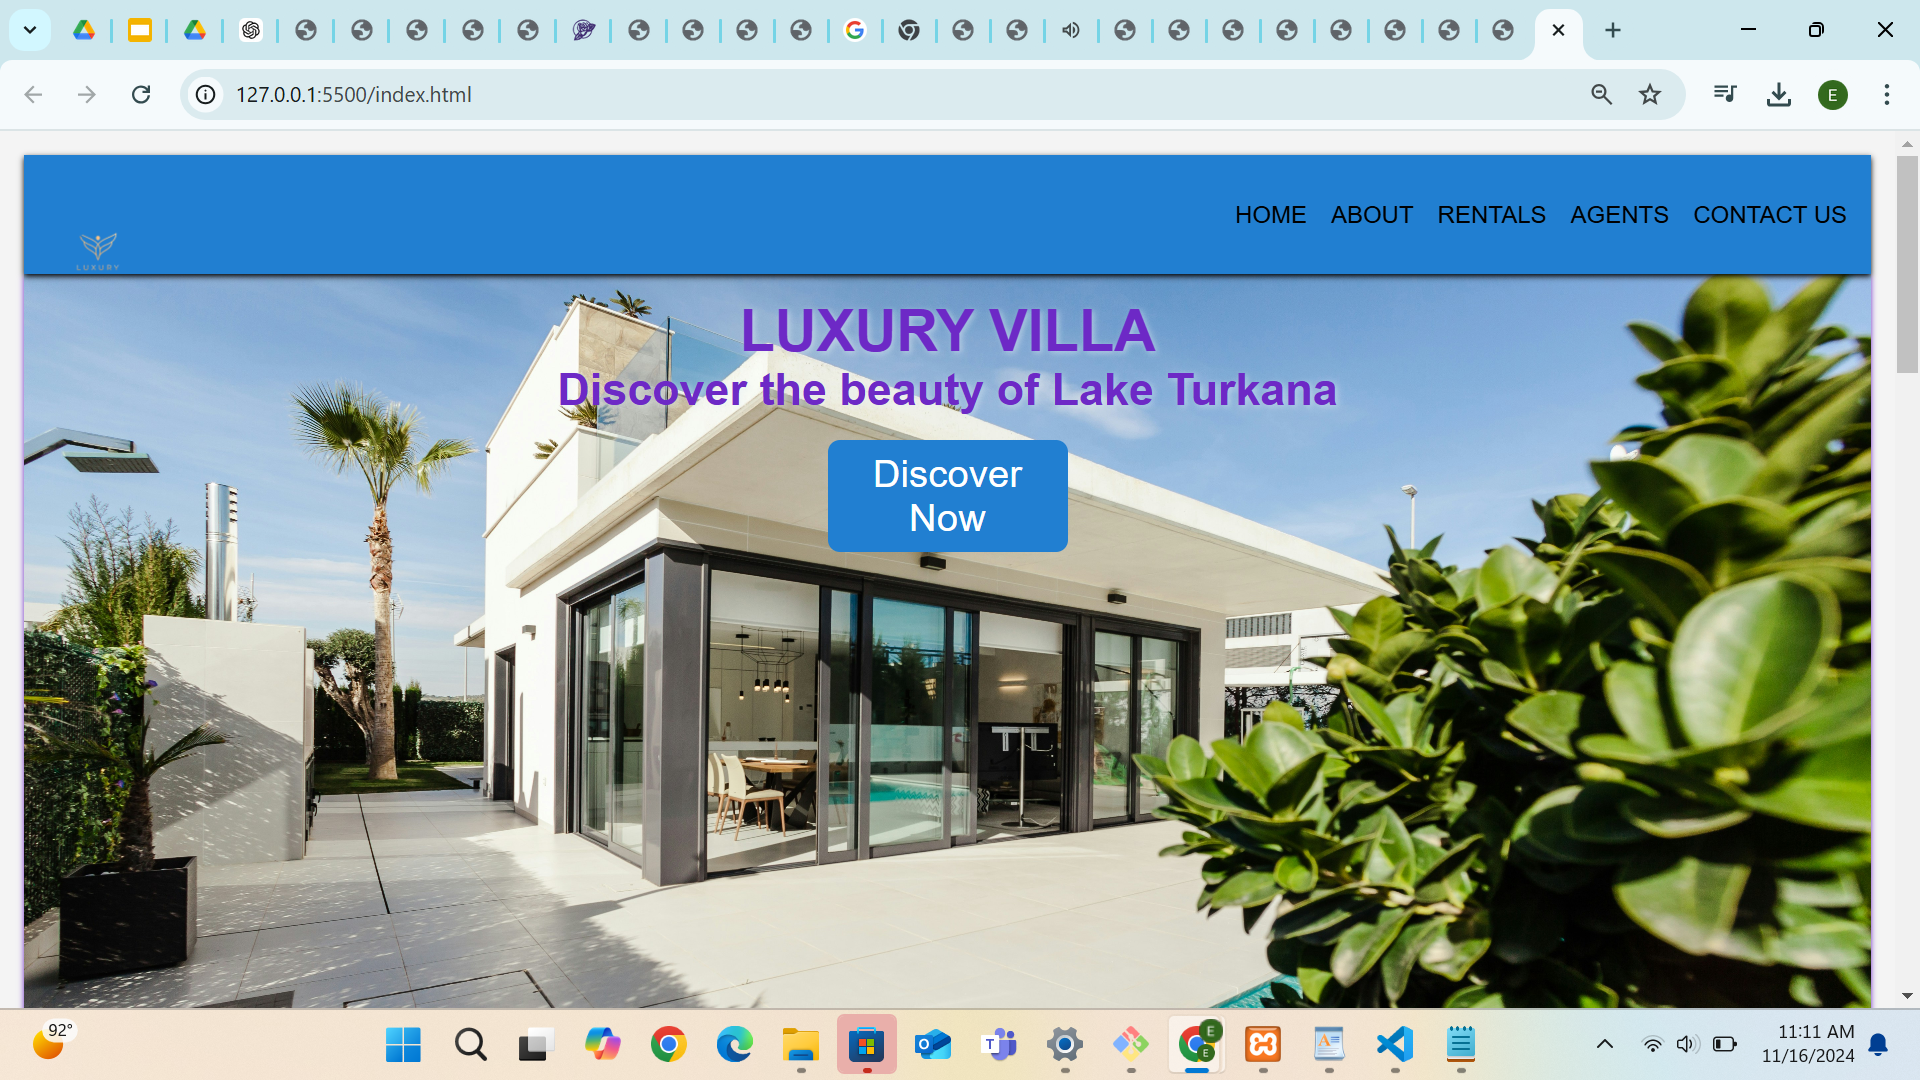 127.0.0.1:5500/index.html
E
HOME ABOUT RENTALS AGENTS CONTACT US
LUXURY
LUXURY VILLA
Discover the beauty of Lake Turkana
Discover
Now
92°
E
E
11:11 AM
11/16/2024